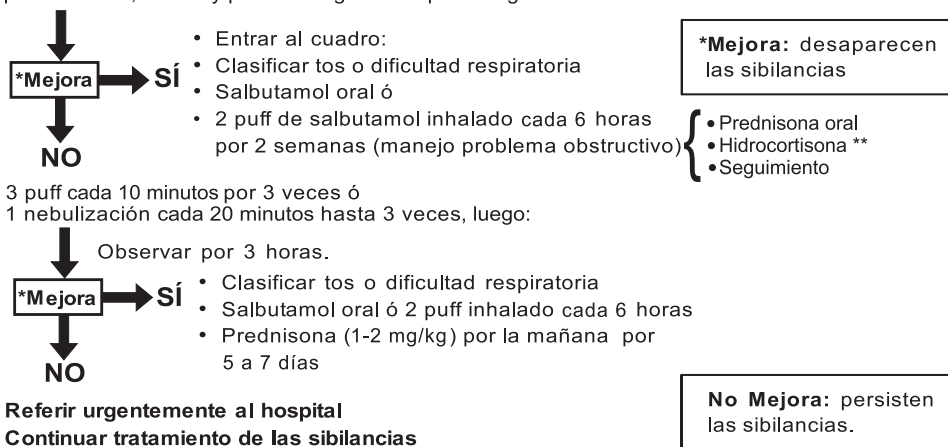 *Mejora
SÍ
NO
• Entrar al cuadro:
• Clasificar tos o dificultad respiratoria
• Salbutamol oral ó
• 2 puff de salbutamol inhalado cada 6 horas
por 2 semanas (manejo problema obstructivo)
• Prednisona oral
• Hidrocortisona **
• Seguimiento
*Mejora: desaparecen
las sibilancias
3 puff cada 10 minutos por 3 veces ó
1 nebulización cada 20 minutos hasta 3 veces, luego:
Observar por 3 horas.
*Mejora
SÍ
NO
• Clasificar tos o dificultad respiratoria
• Salbutamol oral ó 2 puff inhalado cada 6 horas
• Prednisona (1-2 mg/kg) por la mañana por
5 a 7 días
Referir urgentemente al hospital
Continuar tratamiento de las sibilancias
No Mejora: persisten
las sibilancias.